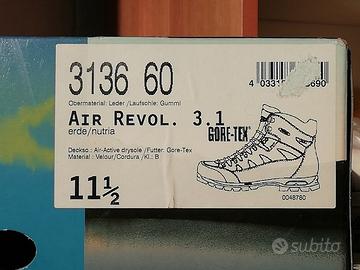 3136 60
Obermaterial: Leder /Laufsohle: Gummi
AIR REVOL. 3.1
erde/nutria
GORE-TEX
Deckso.: Air-Active drysole /Futter: Gore-Tex
Material : Velour/Cordura /Kl.: B
11½
0048780
subito